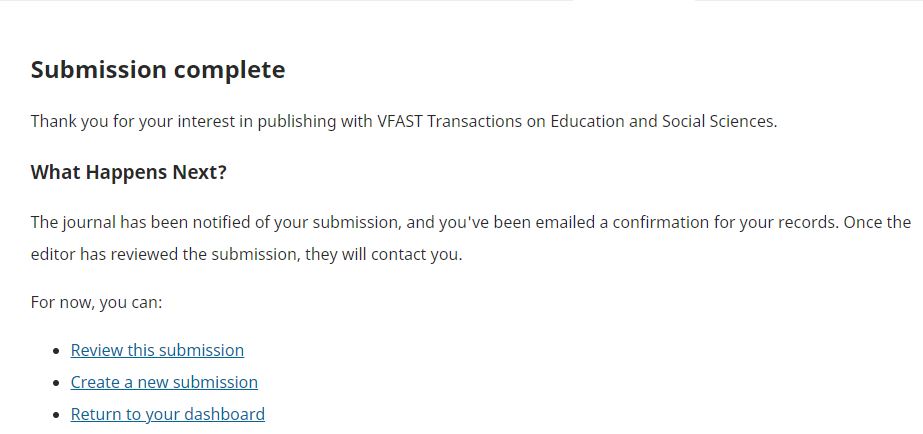 Submission complete
Thank you for your interest in publishing with VFAST Transactions on Education and Social Sciences.
What Happens Next?
The journal has been notified of your submission, and you've been emailed a confirmation for your records. Once the
editor has reviewed the submission, they will contact you.
For now, you can:
Review this submission
Create a new submission
Return to your dashboard